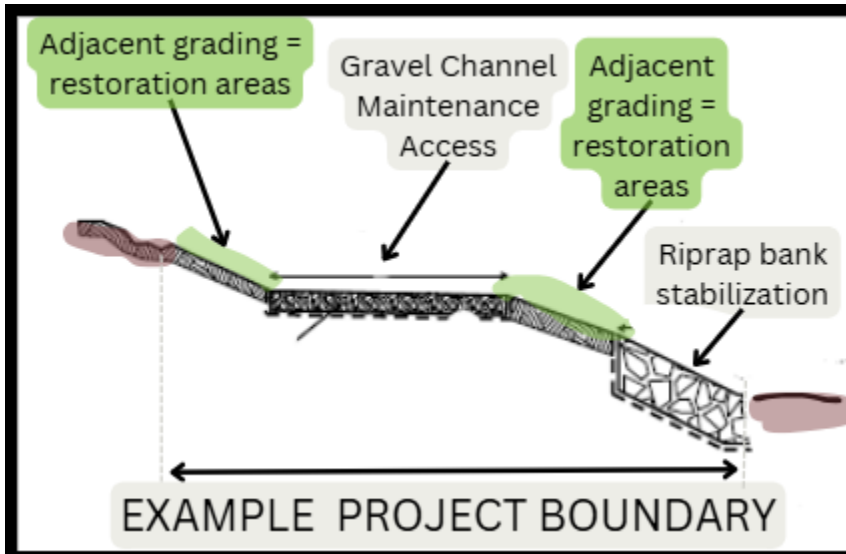 Adjacent grading =
restoration areas
Gravel Channel
Maintenance
Access
Adjacent
grading =
restoration
areas
Riprap bank
stabilization
EXAMPLE PROJECT BOUNDARY